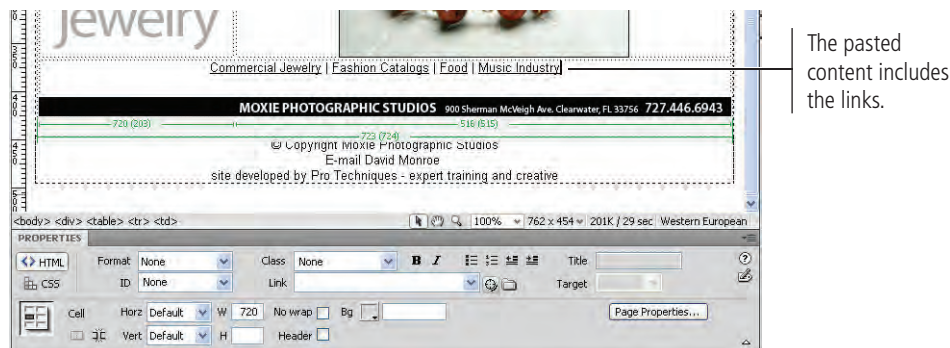 jewelry
Commercial Jewelry | Fashion Catalogs | Food | Music Industry
The pasted
content includes
the links.
MOXIE PHOTOGRAPHIC STUDIOS 900 Sherman McVeigh Ave. Clearwater, FL 33756 727.446.6943
720 (203) 516 (515)
723 (724)
© Copyright Moxie Photographic Studios
E-mail David Monroe
site developed by Pro Techniques - expert training and creative
<body> <div> <table> <tr> <td> 100% 762 x 454 201K / 29 sec Western European
PROPERTIES
<> HTML Format None Class None B I Title
CSS ID None Link Target
Cell Horz Default W 720 No wrap Bg Page Properties...
Vert Default H Header